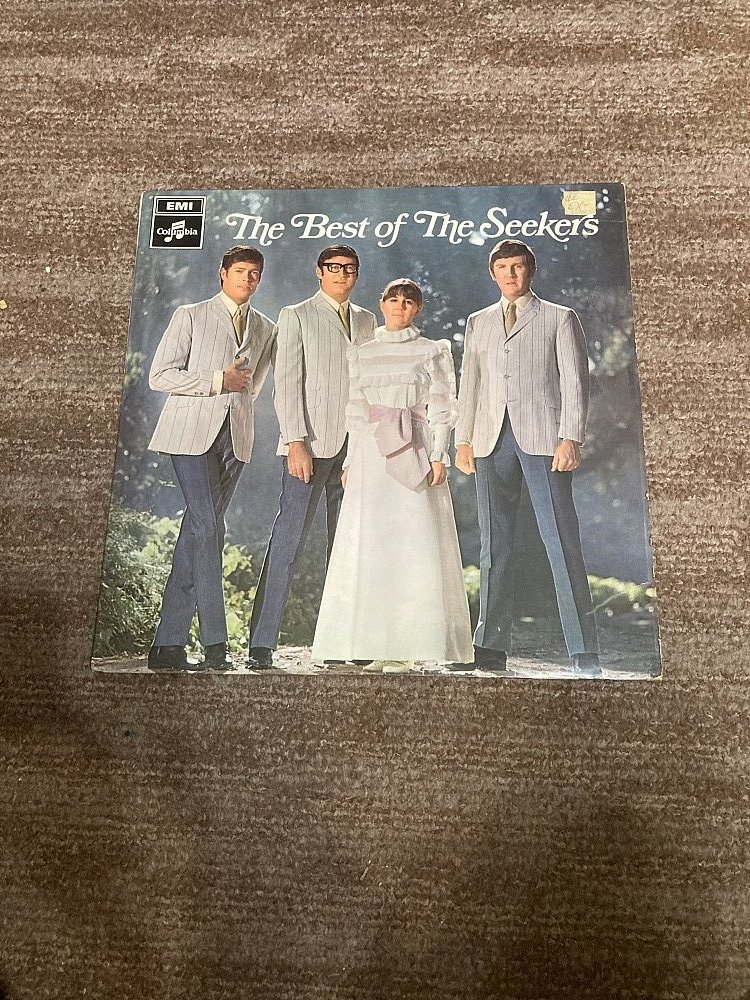 EMI
Columbia
The Best of The Seekers